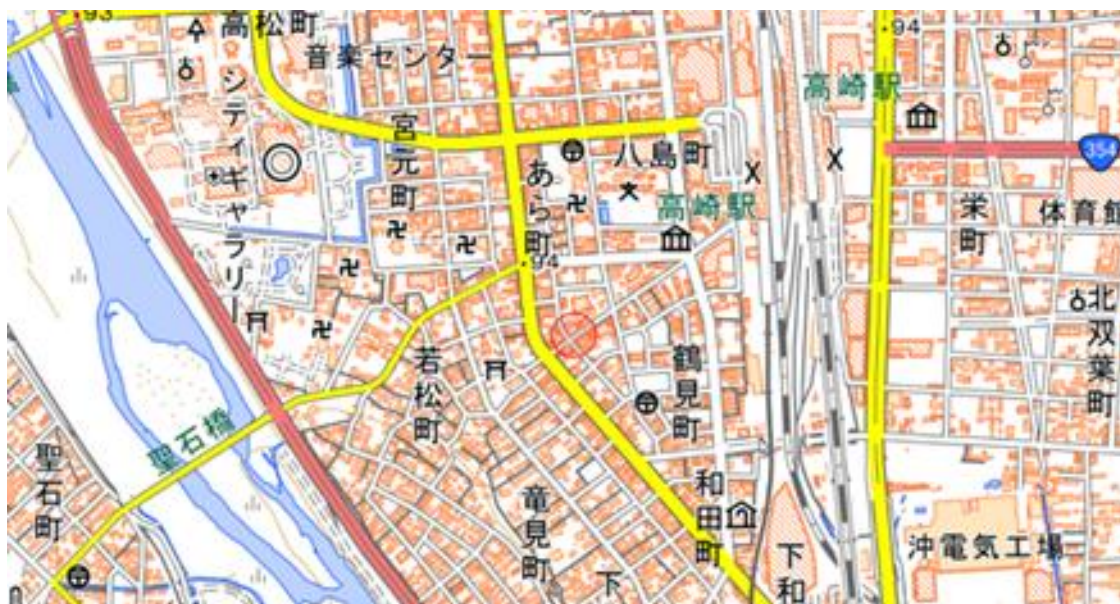 93
高松町
音楽センター
94
高崎駅
シティギャラリー
宮元町
八島町
354
あら町
高崎駅
栄町
体育館
94
北双葉町
若松町
鶴見町
聖石橋
聖石町
竜見町
和田町
沖電気工場
下
下和